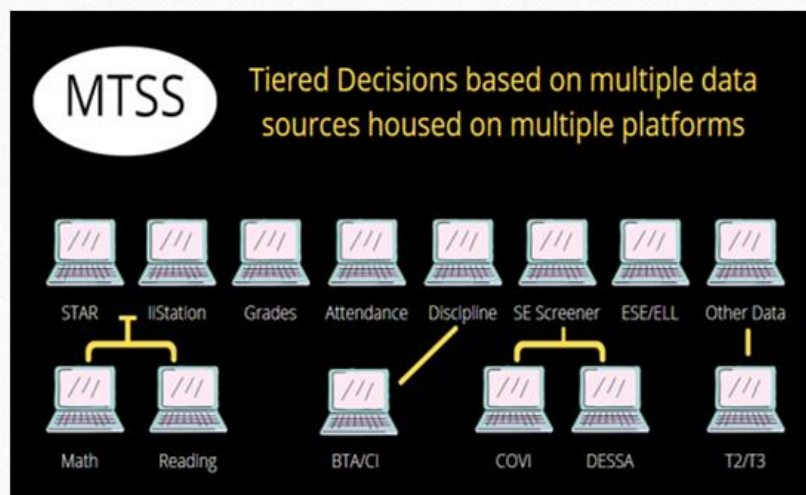 MTSS
Tiered Decisions based on multiple data
sources housed on multiple platforms
STAR IIStation Grades Attendance Discipline SE Screener ESE/ELL Other Data
Math Reading BTA/CI COVI DESSA T2/T3